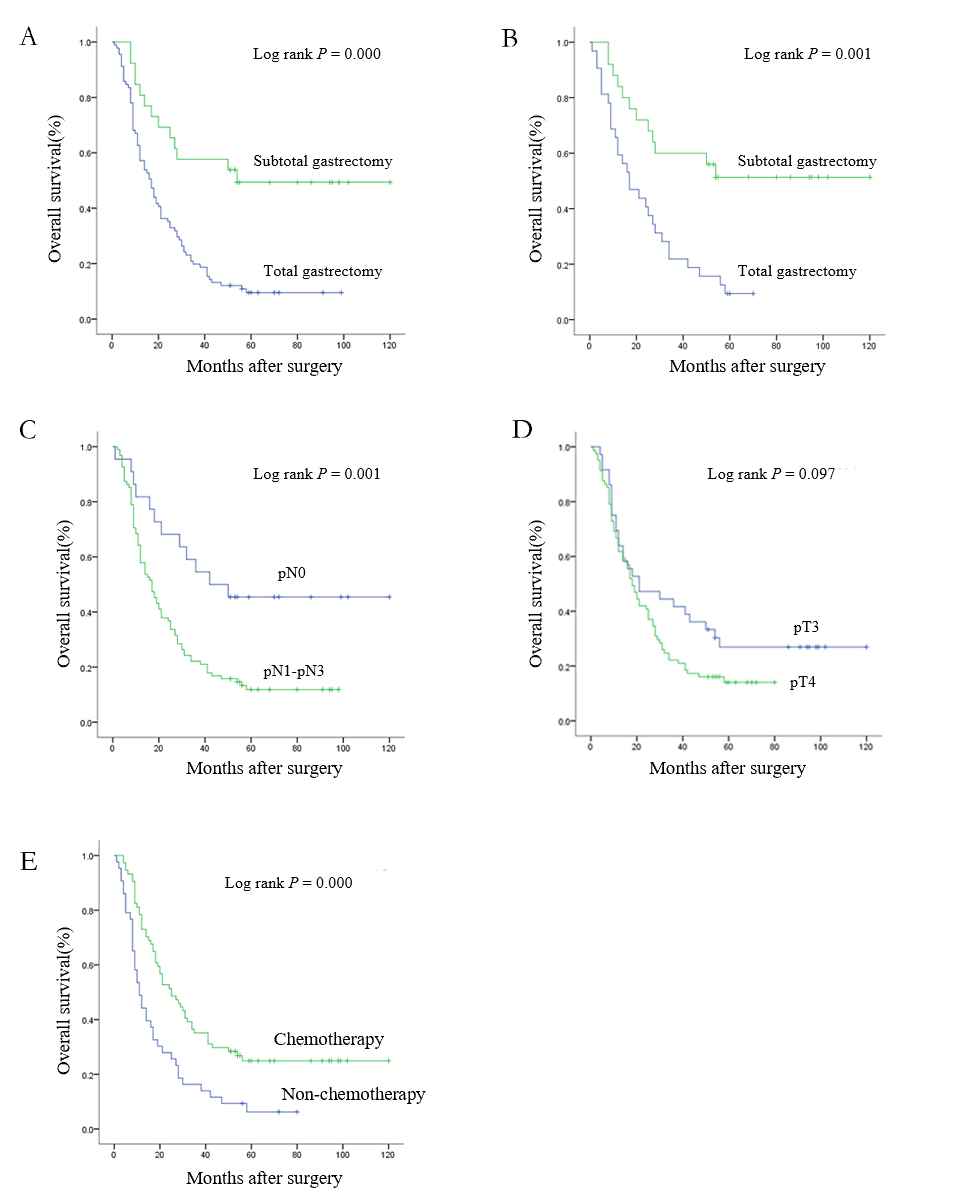 A
Log rank P = 0.000
Overall survival(%)
1.0
0.8
0.6
0.4
0.2
0.0
Subtotal gastrectomy
Total gastrectomy
0 20 40 60 80 100 120
Months after surgery
B
Log rank P = 0.001
Overall survival(%)
1.0
0.8
0.6
0.4
0.2
0.0
Subtotal gastrectomy
Total gastrectomy
0 20 40 60 80 100 120
Months after surgery
C
Log rank P = 0.001
Overall survival(%)
1.0
0.8
0.6
0.4
0.2
0.0
pN0
pN1-pN3
0 20 40 60 80 100 120
Months after surgery
D
Log rank P = 0.097
Overall survival(%)
1.0
0.8
0.6
0.4
0.2
0.0
pT3
pT4
0 20 40 60 80 100 120
Months after surgery
E
Log rank P = 0.000
Overall survival(%)
1.0
0.8
0.6
0.4
0.2
0.0
Chemotherapy
Non-chemotherapy
0 20 40 60 80 100 120
Months after surgery